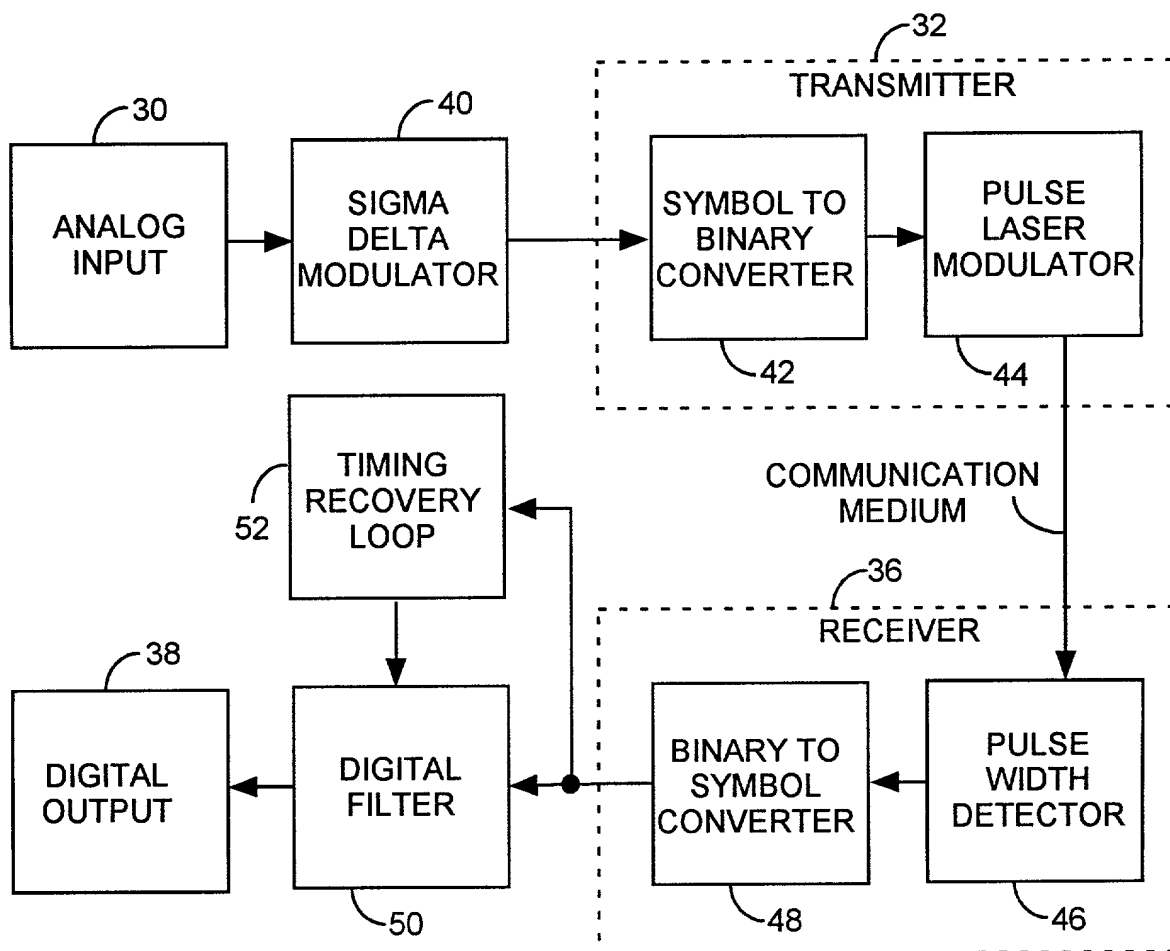 32
TRANSMITTER
30
ANALOG
INPUT
40
SIGMA
DELTA
MODULATOR
SYMBOL TO
BINARY
CONVERTER
42
PULSE
LASER
MODULATOR
44
COMMUNICATION
MEDIUM
TIMING
RECOVERY
LOOP
52
36
RECEIVER
38
DIGITAL
OUTPUT
DIGITAL
FILTER
50
BINARY TO
SYMBOL
CONVERTER
48
PULSE
WIDTH
DETECTOR
46